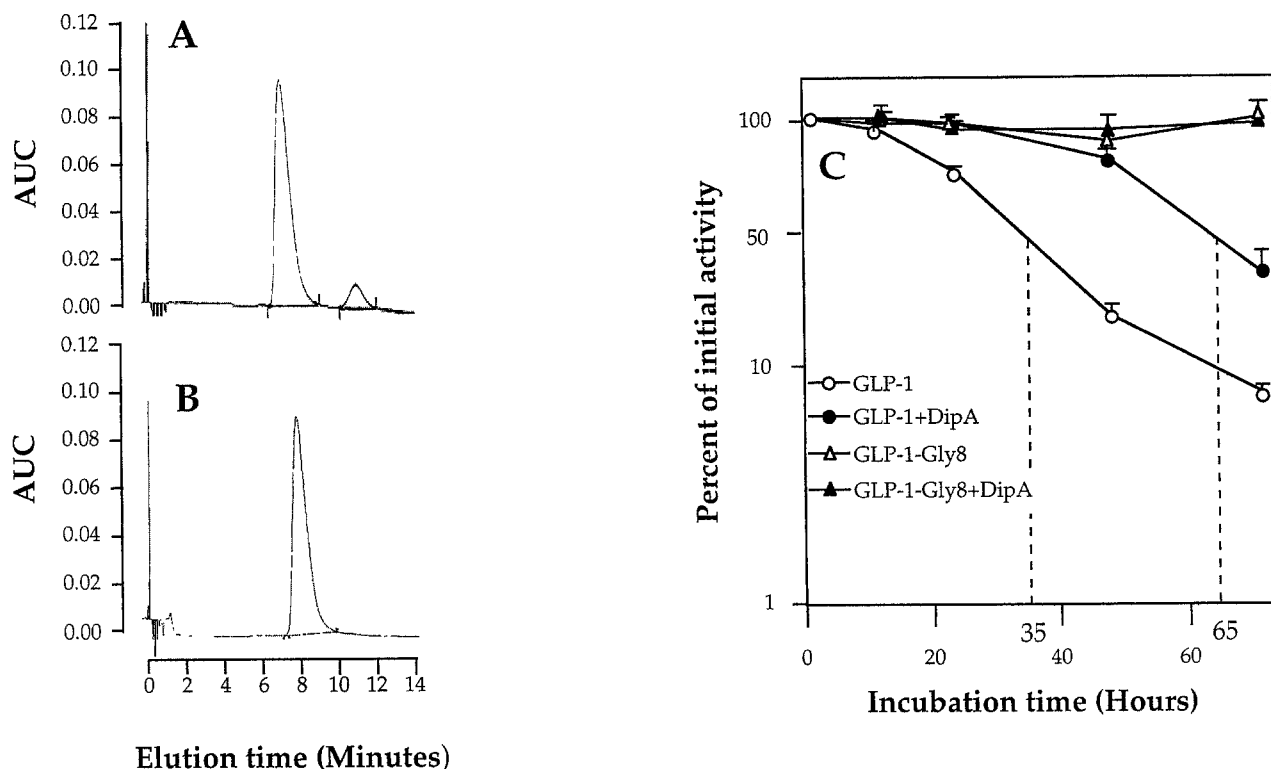 0.12
0.10
0.08
0.06
0.04
0.02
0.00
AUC
A
0.12
0.10
0.08
0.06
0.04
0.02
0.00
AUC
B
0 2 4 6 8 10 12 14
Elution time (Minutes)
100
50
10
1
Percent of initial activity
C
GLP-1
GLP-1+DipA
GLP-1-Gly8
GLP-1-Gly8+DipA
0 20 35 40 60 65
Incubation time (Hours)